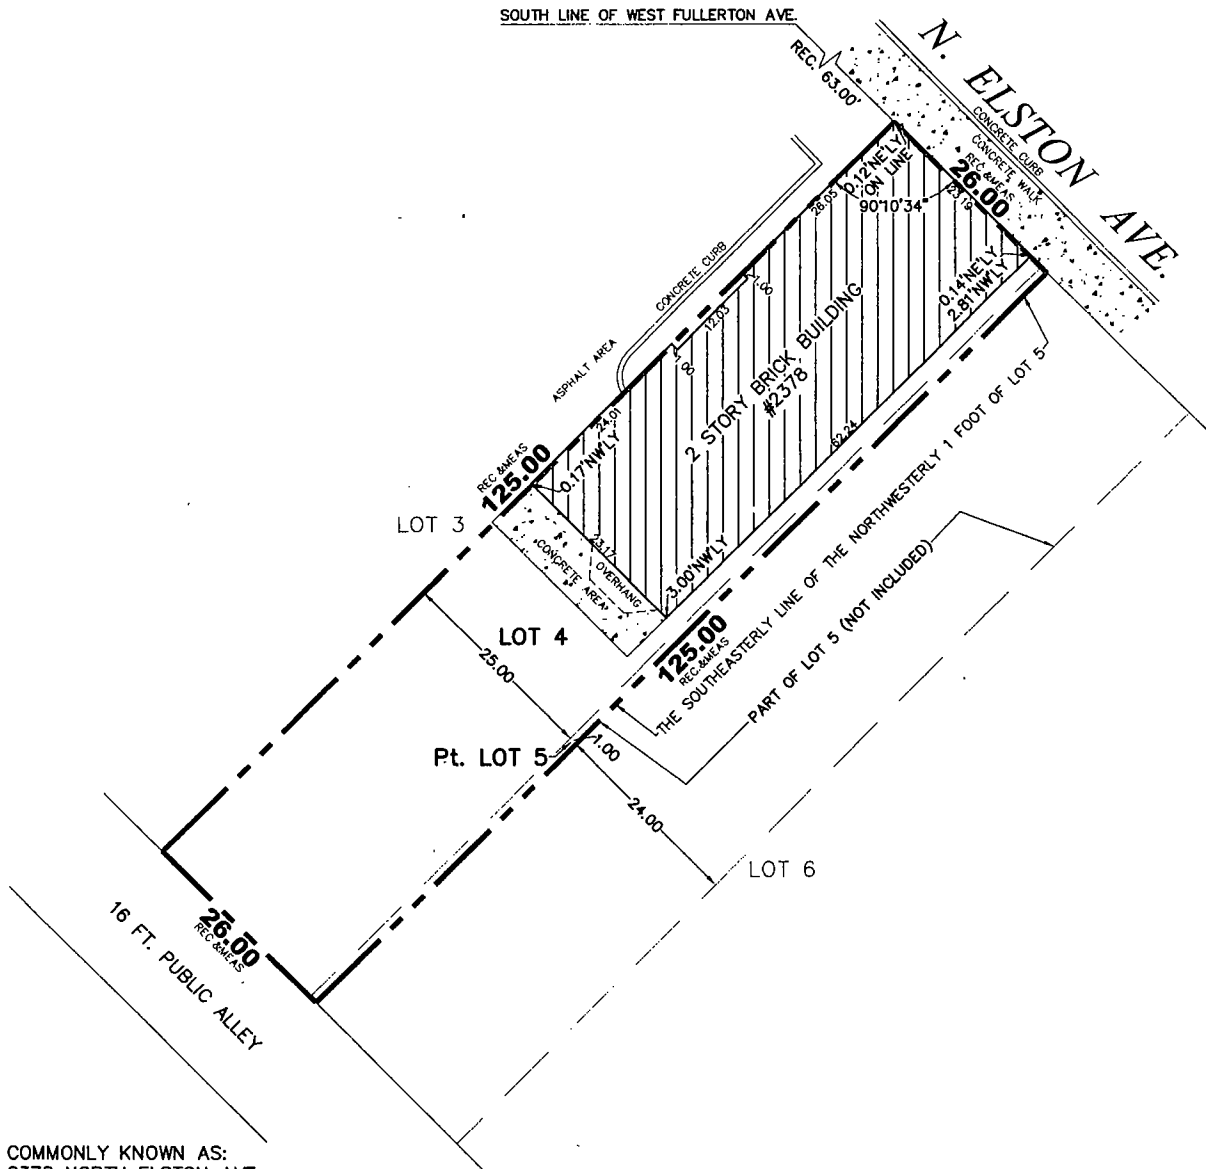 SOUTH LINE OF WEST FULLERTON AVE.
REC. 63.00'
N. ELSTON AVE.
CONCRETE CURB
CONCRETE WALK
REC.&MEAS
26.00
23.19
0.12'NE'LY
ON LINE
90°10'34"
26.05
1.00
12.03
1.00
CONCRETE CURB
ASPHALT AREA
24.01
0.17'NW'LY
REC.&MEAS
125.00
0.14'NE'LY
2.81'NW'LY
2 STORY BRICK BUILDING
#2378
62.24
LOT 3
23.17
OVERHANG
CONCRETE AREA
3.00'NW'LY
LOT 4
25.00
125.00
REC.&MEAS
THE SOUTHEASTERLY LINE OF THE NORTHWESTERLY 1 FOOT OF LOT 5
PART OF LOT 5 (NOT INCLUDED)
Pt. LOT 5
1.00
24.00
LOT 6
26.00
REC.&MEAS
16 FT. PUBLIC ALLEY
COMMONLY KNOWN AS:
2378 NORTH ELSTON AVE